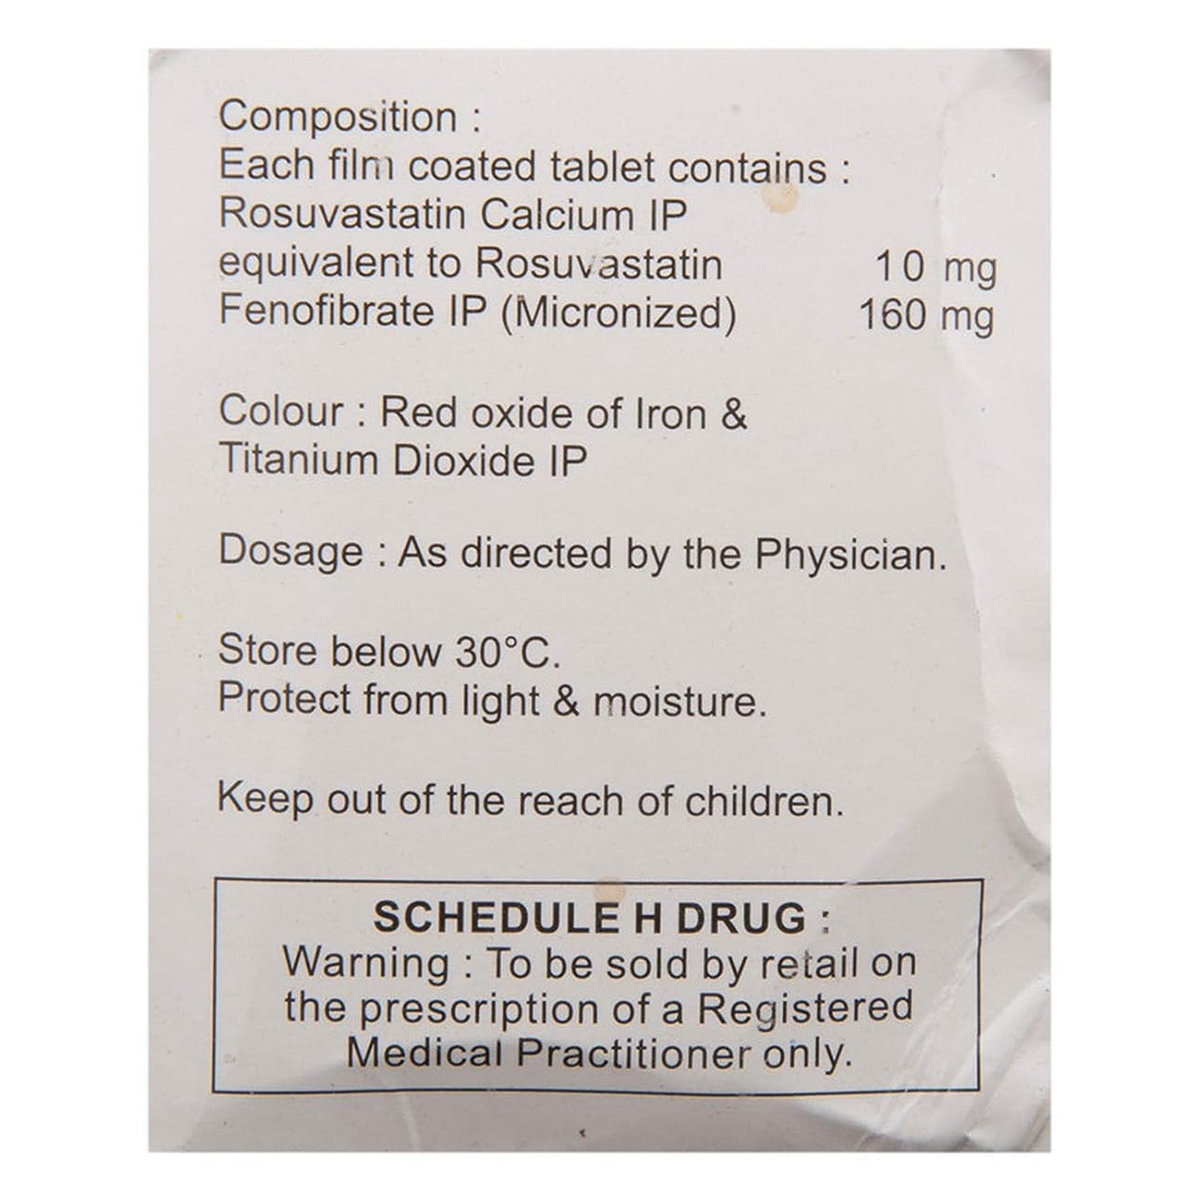 Composition :
Each film coated tablet contains :
Rosuvastatin Calcium IP
equivalent to Rosuvastatin 10 mg
Fenofibrate IP (Micronized) 160 mg
Colour : Red oxide of Iron &
Titanium Dioxide IP
Dosage : As directed by the Physician.
Store below 30°C.
Protect from light & moisture.
Keep out of the reach of children.
SCHEDULE H DRUG :
Warning : To be sold by retail on
the prescription of a Registered
Medical Practitioner only.